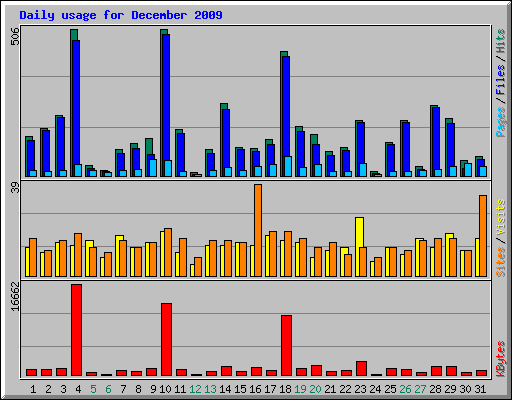 Daily usage for December 2009
506
Pages / Files / Hits
39
Sites / Visits
16662
KBytes
1 2 3 4 5 6 7 8 9 10 11 12 13 14 15 16 17 18 19 20 21 22 23 24 25 26 27 28 29 30 31